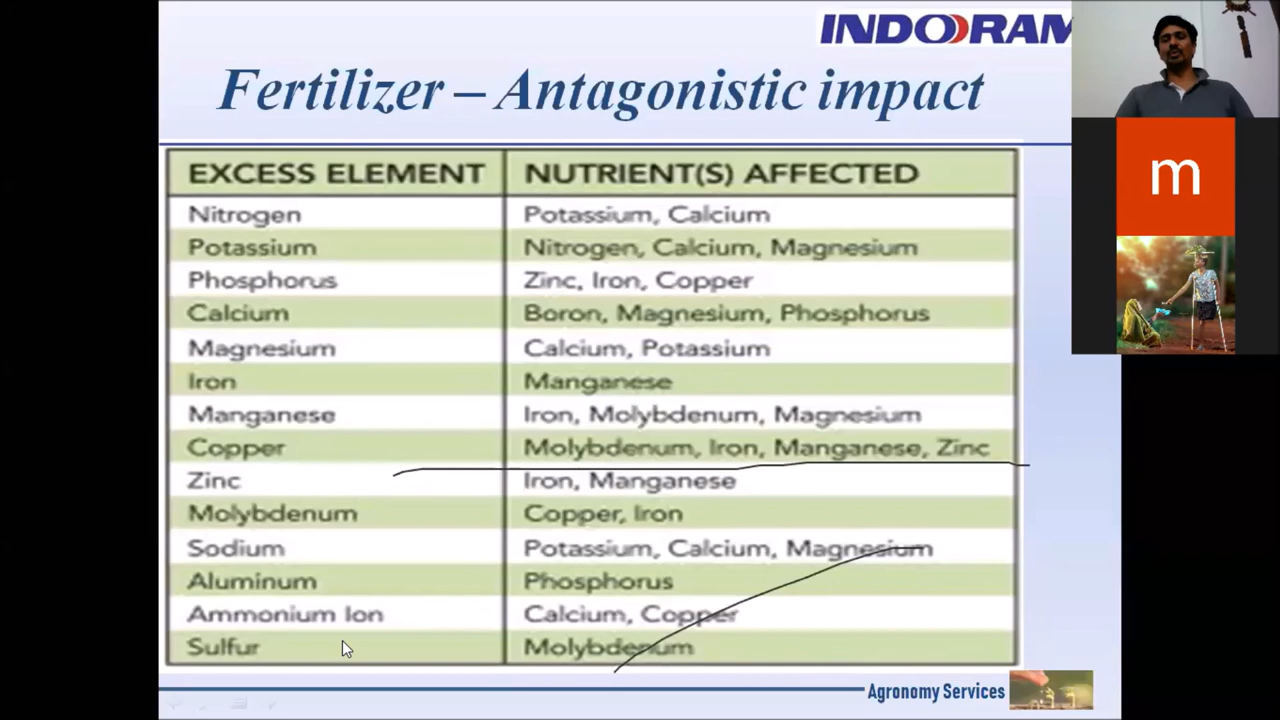 INDORAM
Fertilizer – Antagonistic impact
EXCESS ELEMENT NUTRIENT(S) AFFECTED
Nitrogen Potassium, Calcium
Potassium Nitrogen, Calcium, Magnesium
Phosphorus Zinc, Iron, Copper
Calcium Boron, Magnesium, Phosphorus
Magnesium Calcium, Potassium
Iron Manganese
Manganese Iron, Molybdenum, Magnesium
Copper Molybdenum, Iron, Manganese, Zinc
Zinc Iron, Manganese
Molybdenum Copper, Iron
Sodium Potassium, Calcium, Magnesium
Aluminum Phosphorus
Ammonium Ion Calcium, Copper
Sulfur Molybdenum
Agronomy Services
m